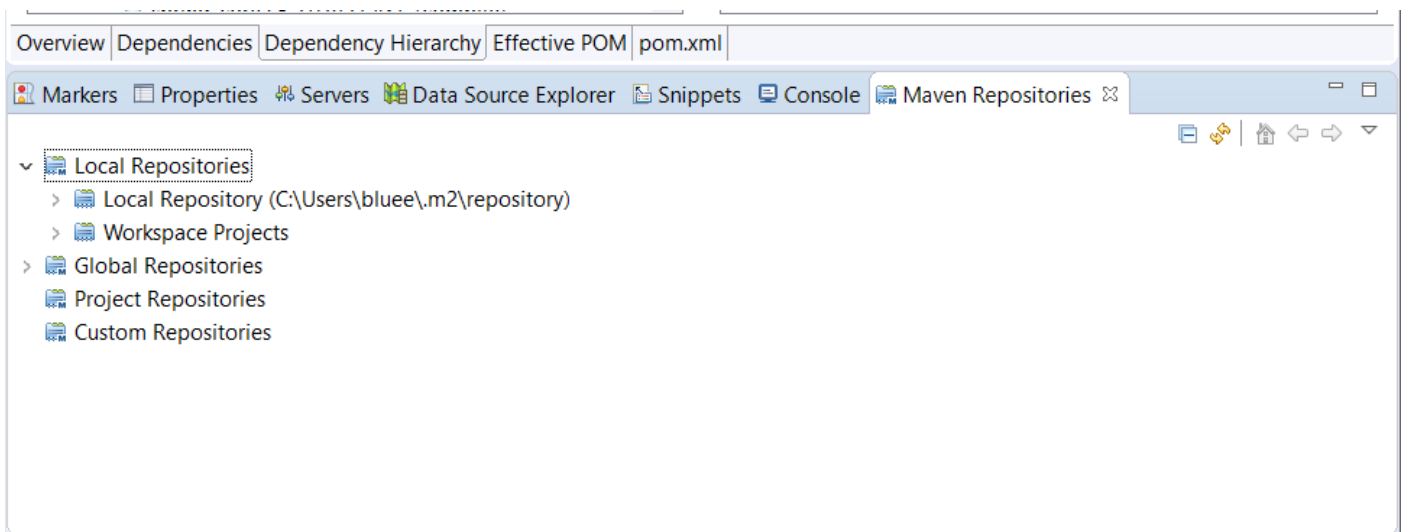 Overview Dependencies Dependency Hierarchy Effective POM pom.xml
Markers Properties Servers Data Source Explorer Snippets Console Maven Repositories
Local Repositories
Local Repository (C:\Users\bluee\.m2\repository)
Workspace Projects
Global Repositories
Project Repositories
Custom Repositories